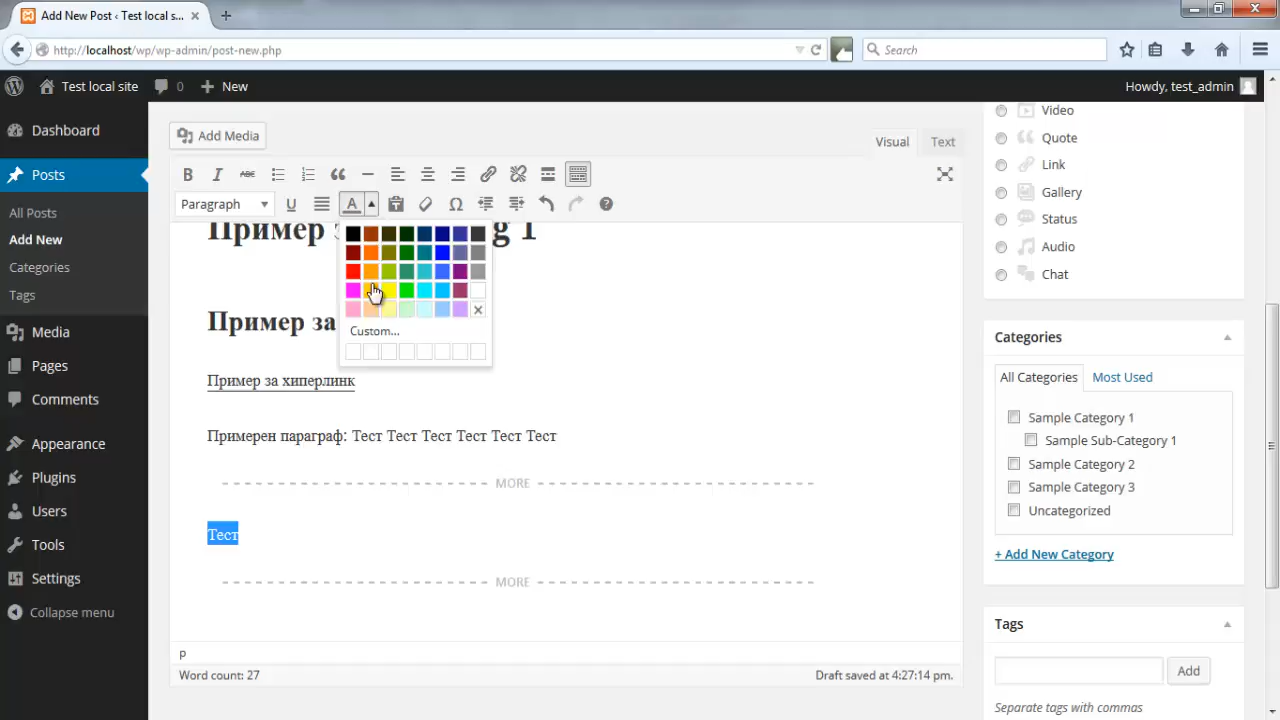 Add New Post ‹ Test local s...
http://localhost/wp/wp-admin/post-new.php
Search
Test local site
0
New
Howdy, test_admin
Dashboard
Posts
All Posts
Add New
Categories
Tags
Media
Pages
Comments
Appearance
Plugins
Users
Tools
Settings
Collapse menu
Add Media
Visual
Text
B I ABC
Paragraph
U
A
Ω
Пример
g 1
Пример за
Custom...
Пример за хиперлинк
Примерен параграф: Тест Тест Тест Тест Тест Тест
MORE
Тест
MORE
p
Word count: 27
Draft saved at 4:27:14 pm.
Video
Quote
Link
Gallery
Status
Audio
Chat
Categories
All Categories
Most Used
Sample Category 1
Sample Sub-Category 1
Sample Category 2
Sample Category 3
Uncategorized
+ Add New Category
Tags
Add
Separate tags with commas